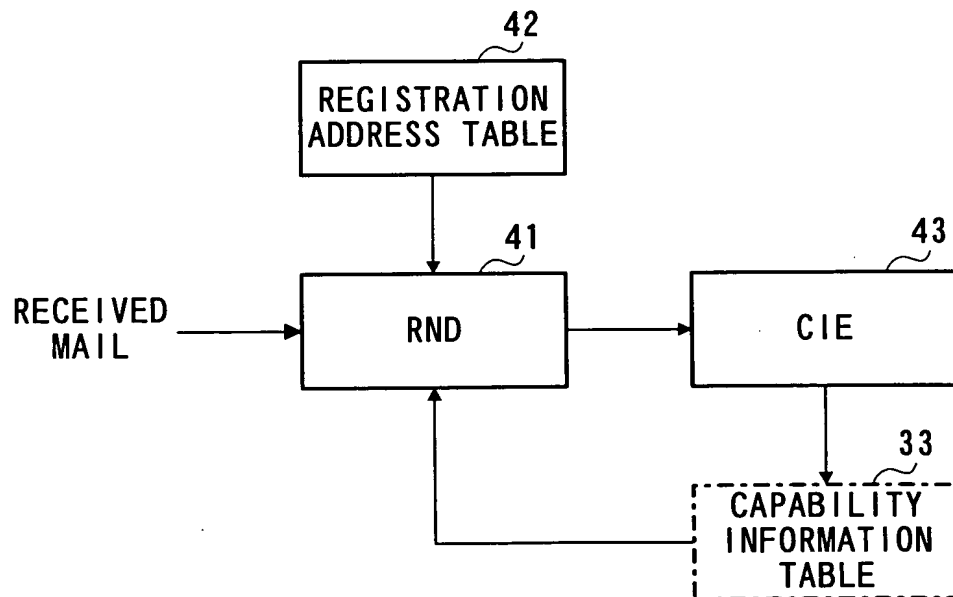 42
REGISTRATION
ADDRESS TABLE
41
43
RECEIVED
MAIL
RND
CIE
33
CAPABILITY
INFORMATION
TABLE